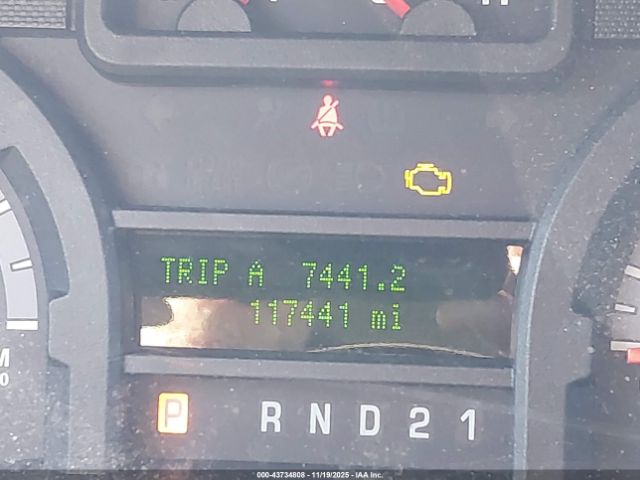 H
TRIP A 7441.2
117441 mi
P R N D 2 1
000-43734808 - 11/19/2025 - IAA Inc.